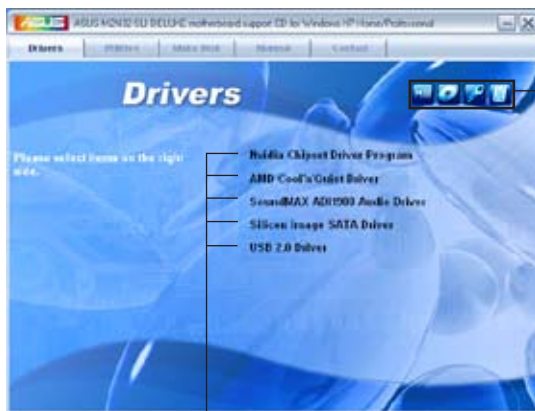 ASUS M2N32-SLI DELUXE motherboard support CD for Windows XP Home/Professional
Drivers Utilities Make Disk Manual Contact
Drivers
Please select items on the right
side.
Nvidia Chipset Driver Program
AMD Cool'n'Quiet Driver
SoundMAX ADI1988 Audio Driver
Silicon Image SATA Driver
USB 2.0 Driver